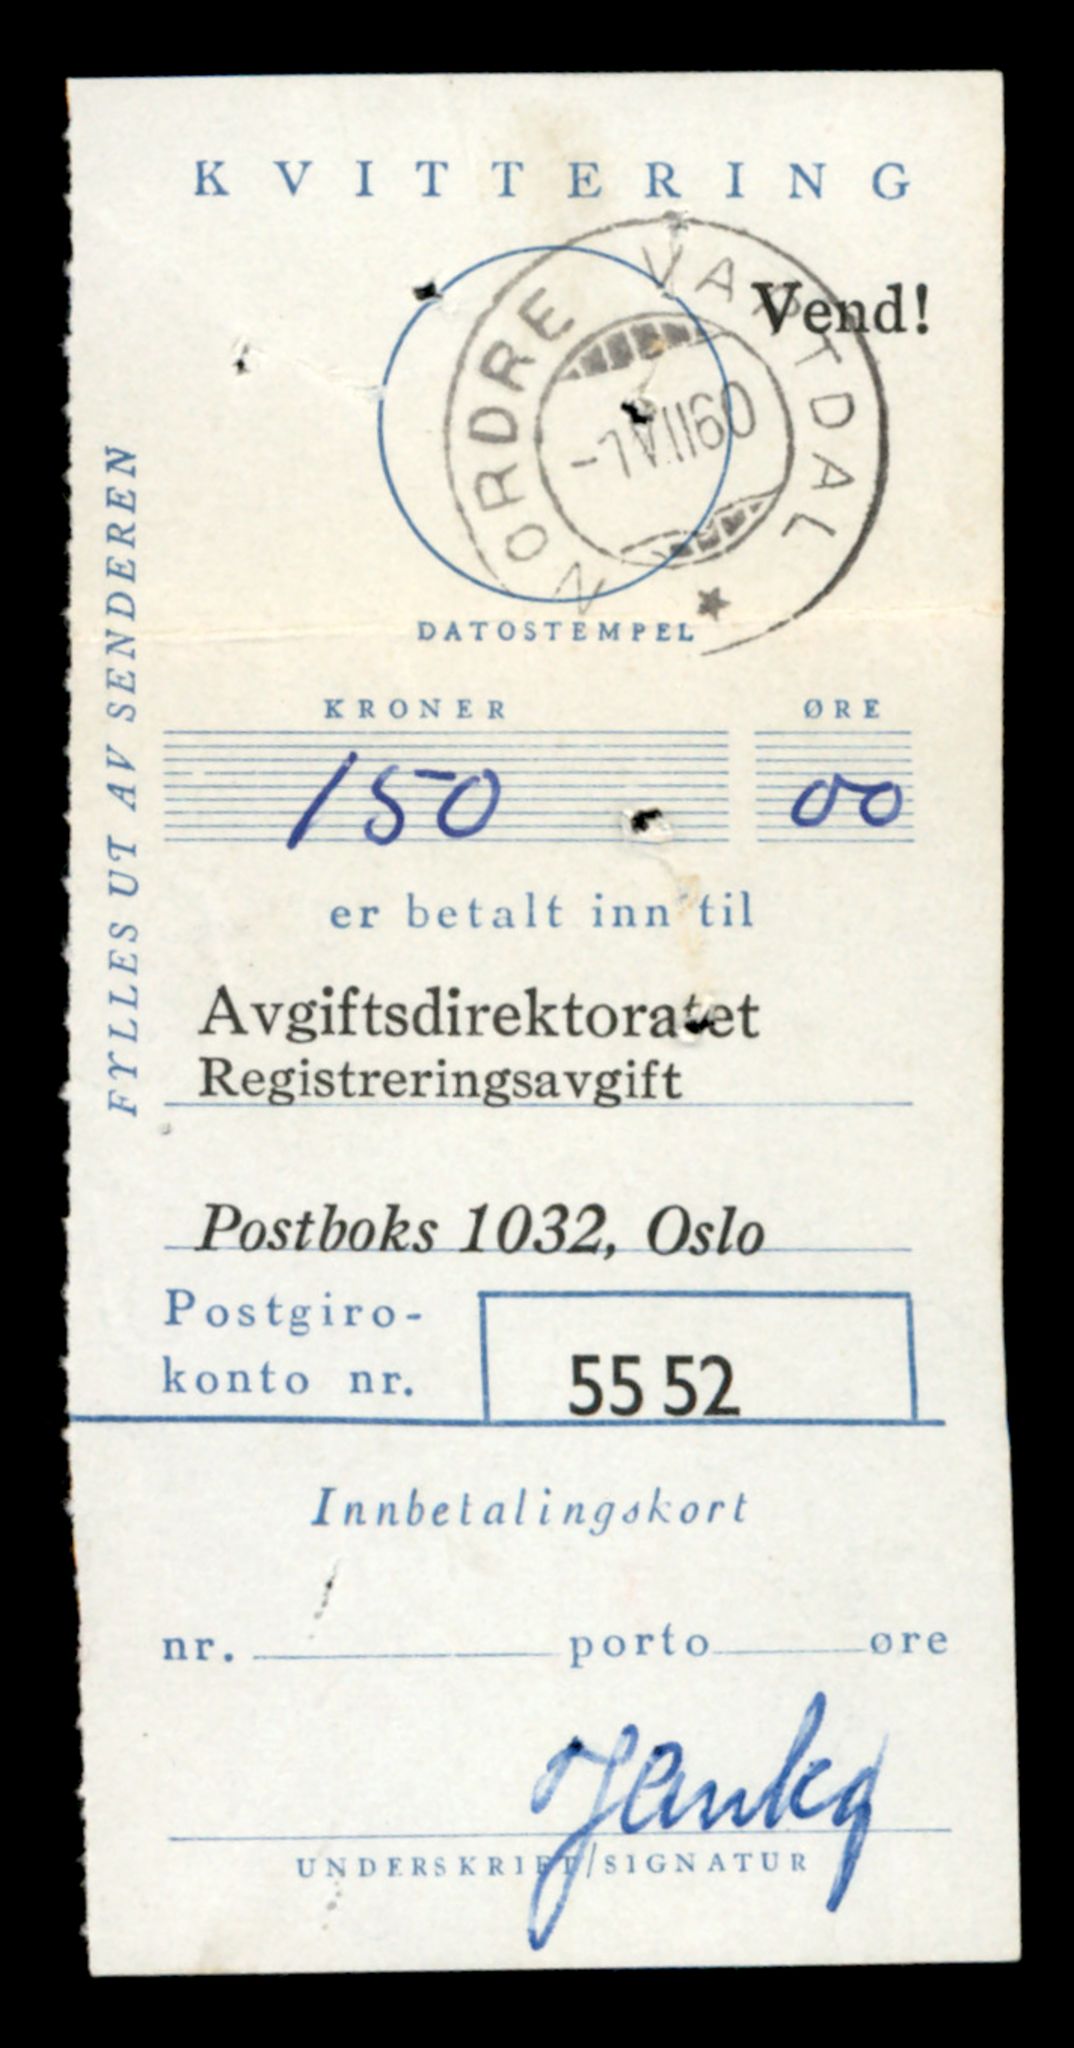 KVITTERING
Vend!
NORDRE VARTDAL
-1VII60
DATOSTEMPEL
FYLLES UT AV SENDEREN
KRONER ØRE
150 00
er betalt inn til
Avgiftsdirektoratet
Registreringsavgift
Postboks 1032, Oslo
Postgiro-
konto nr.
55 52
Innbetalingskort
nr. porto øre
UNDERSKRIFT/SIGNATUR